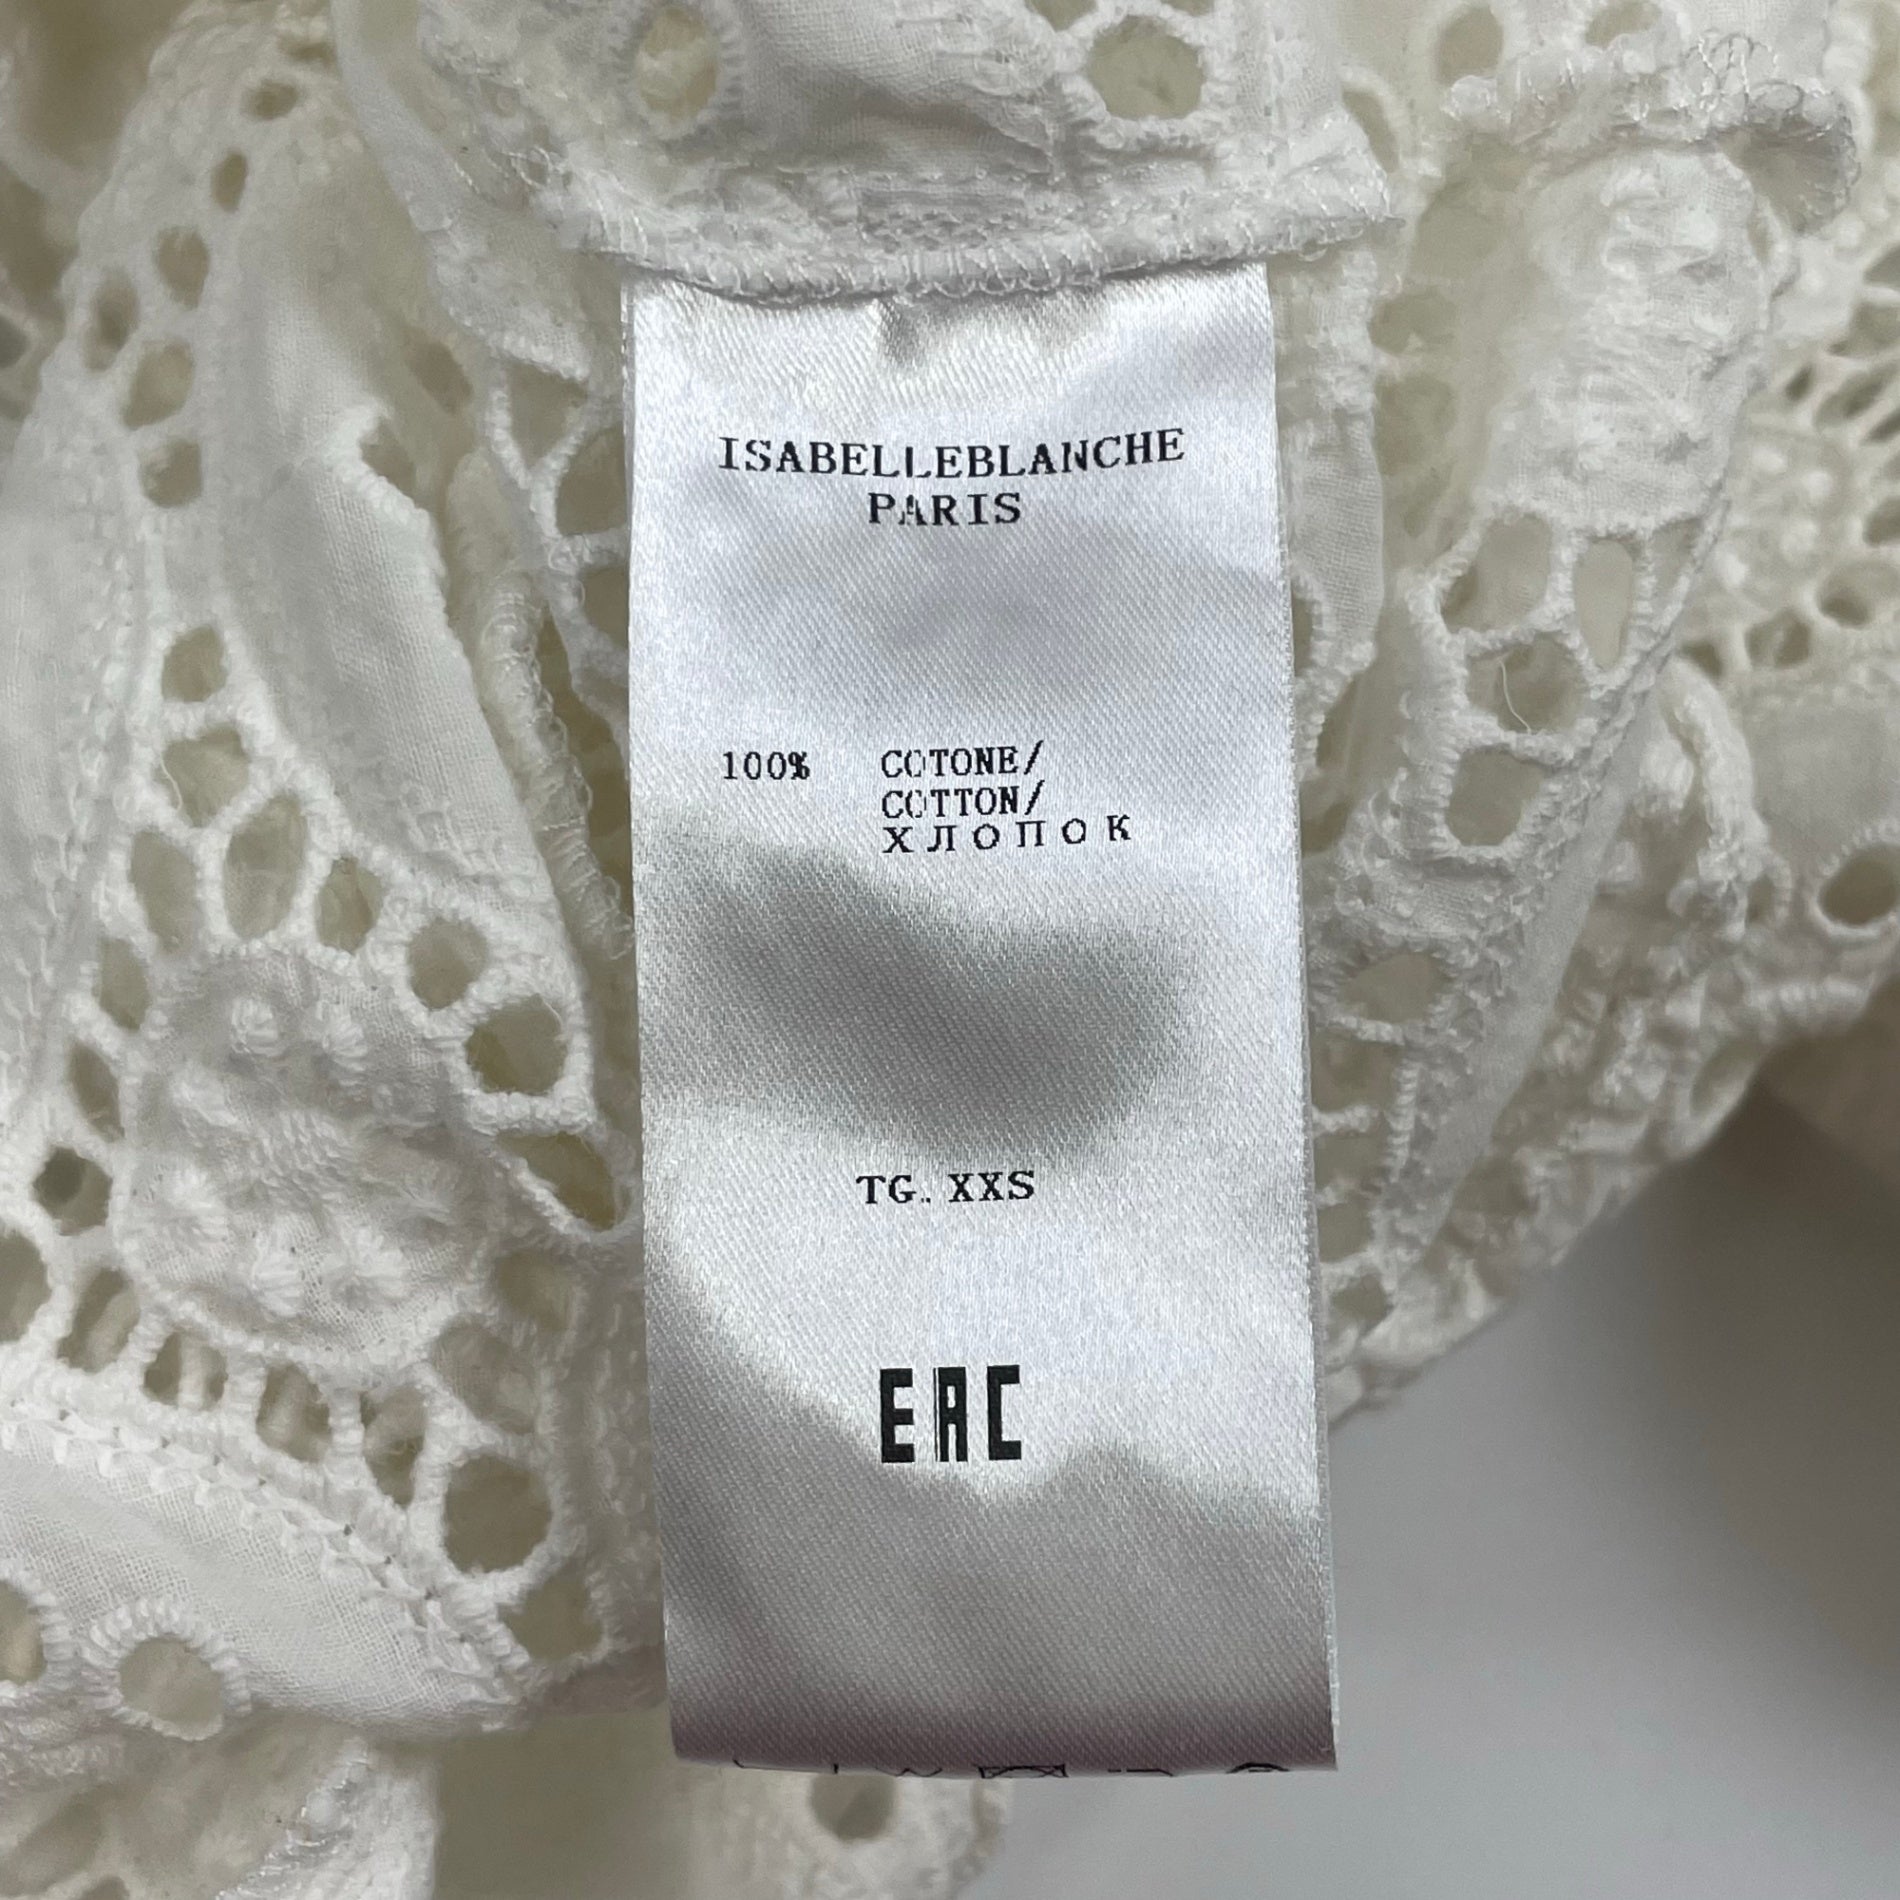 ISABELLEBLANCHE
PARIS
100% COTONE/
COTTON/
ХЛОПОК
TG. XXS
EAC